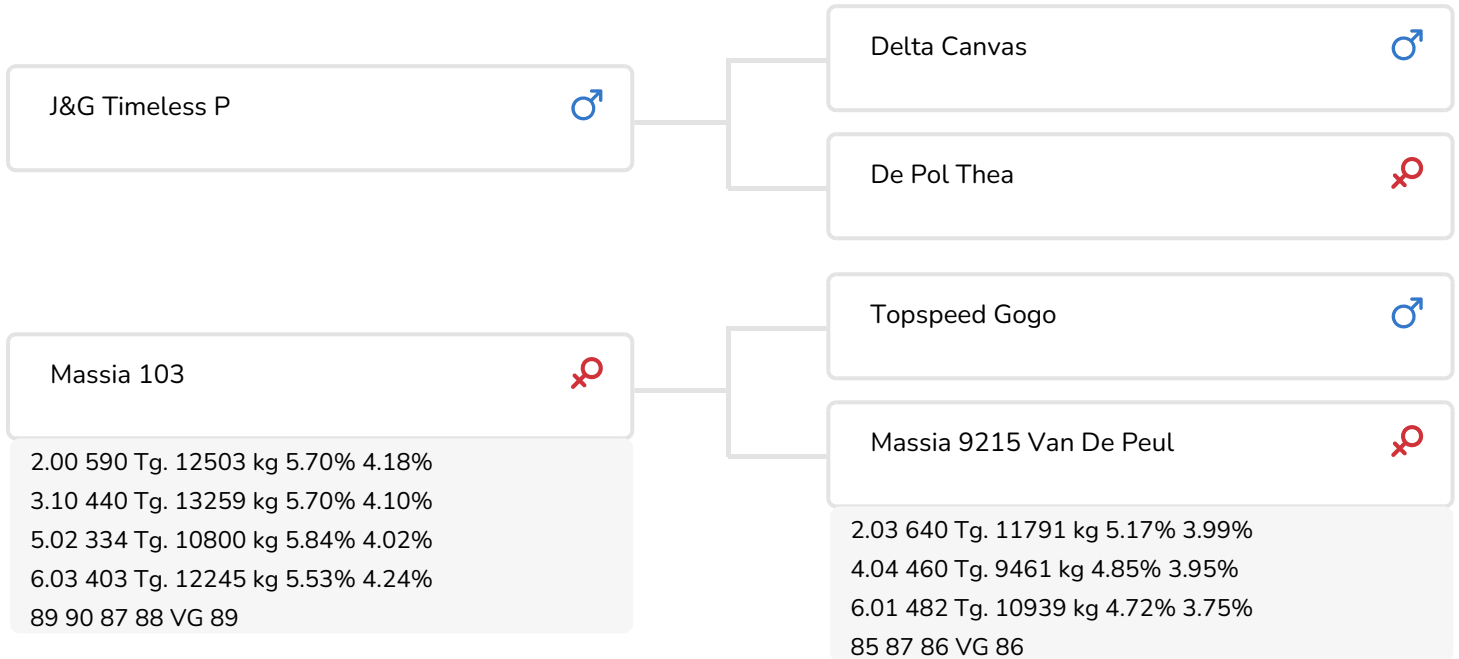 J&G Timeless P
Delta Canvas
De Pol Thea
Massia 103
2.00 590 Tg. 12503 kg 5.70% 4.18%
3.10 440 Tg. 13259 kg 5.70% 4.10%
5.02 334 Tg. 10800 kg 5.84% 4.02%
6.03 403 Tg. 12245 kg 5.53% 4.24%
89 90 87 88 VG 89
Topspeed Gogo
Massia 9215 Van De Peul
2.03 640 Tg. 11791 kg 5.17% 3.99%
4.04 460 Tg. 9461 kg 4.85% 3.95%
6.01 482 Tg. 10939 kg 4.72% 3.75%
85 87 86 VG 86